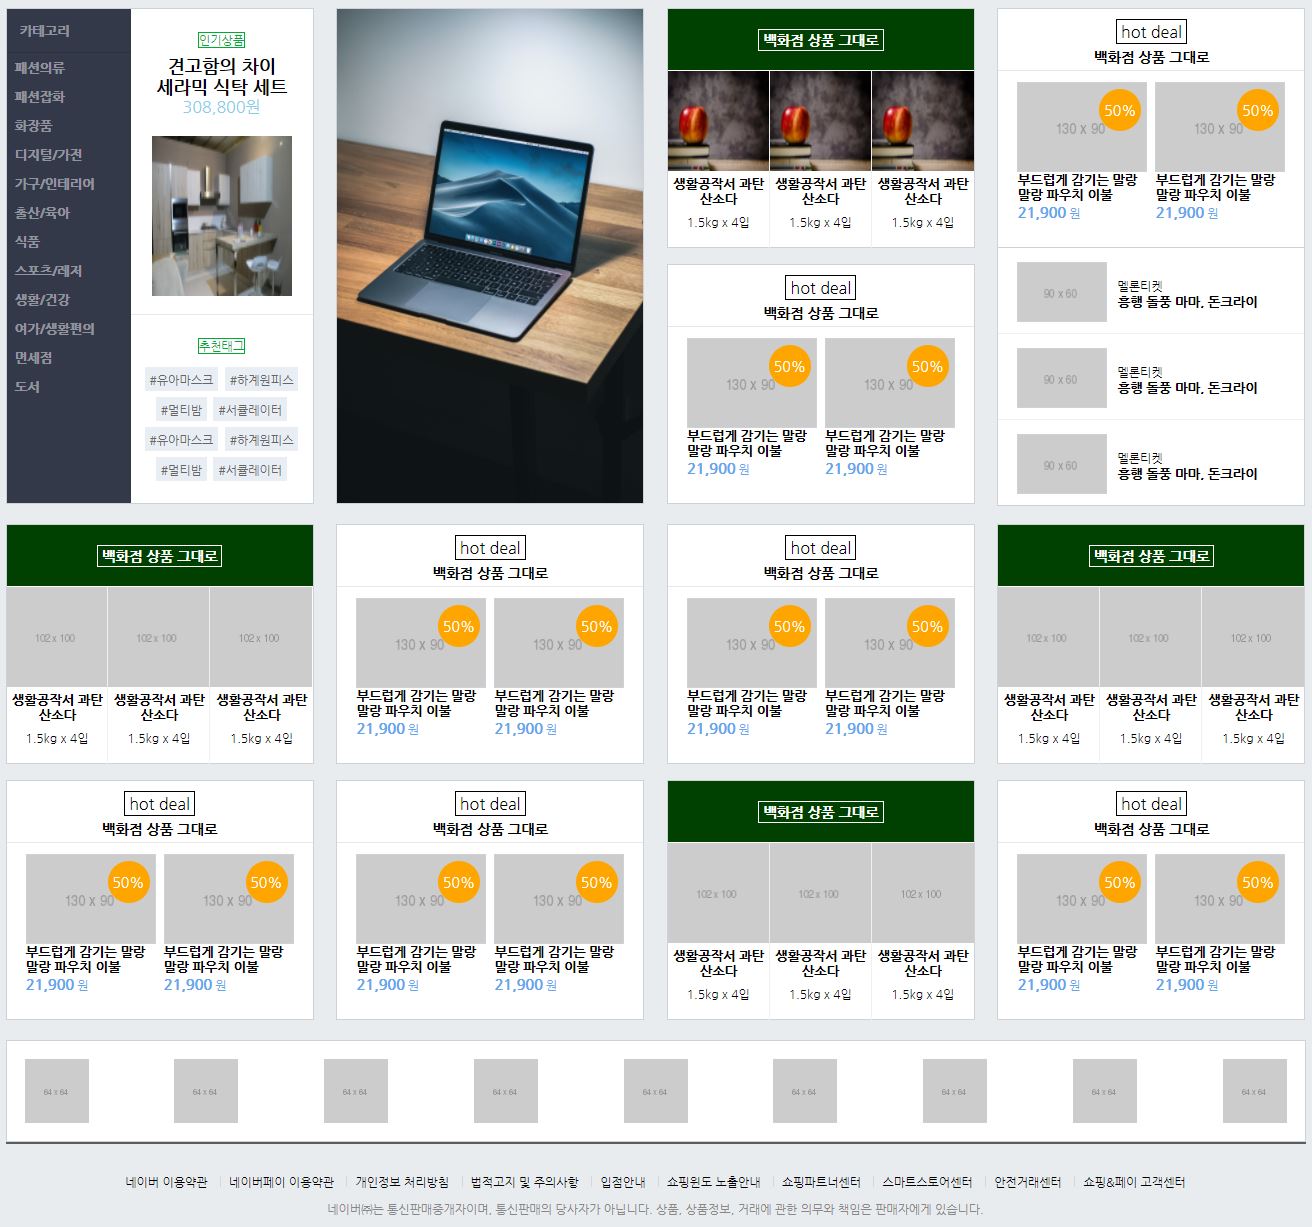 카테고리
패션의류
패션잡화
화장품
디지털/가전
가구/인테리어
출산/육아
식품
스포츠/레저
생활/건강
여가/생활편의
면세점
도서
인기상품
견고함의 차이
세라믹 식탁 세트
308,800원
추천태그
#유아마스크 #하계원피스
#멀티밤 #서큘레이터
#유아마스크 #하계원피스
#멀티밤 #서큘레이터
백화점 상품 그대로
생활공작서 과탄 생활공작서 과탄 생활공작서 과탄
산소다 산소다 산소다
1.5kg x 4입 1.5kg x 4입 1.5kg x 4입
hot deal
백화점 상품 그대로
50% 50%
130 x 90 130 x 90
부드럽게 감기는 말랑 부드럽게 감기는 말랑
말랑 파우치 이불 말랑 파우치 이불
21,900 원 21,900 원
hot deal
백화점 상품 그대로
50% 50%
130 x 90 130 x 90
부드럽게 감기는 말랑 부드럽게 감기는 말랑
말랑 파우치 이불 말랑 파우치 이불
21,900 원 21,900 원
90 x 60
멜론티켓
흥행 돌풍 마마, 돈크라이
90 x 60
멜론티켓
흥행 돌풍 마마, 돈크라이
90 x 60
멜론티켓
흥행 돌풍 마마, 돈크라이
백화점 상품 그대로
102 x 100 102 x 100 102 x 100
생활공작서 과탄 생활공작서 과탄 생활공작서 과탄
산소다 산소다 산소다
1.5kg x 4입 1.5kg x 4입 1.5kg x 4입
hot deal
백화점 상품 그대로
50% 50%
130 x 90 130 x 90
부드럽게 감기는 말랑 부드럽게 감기는 말랑
말랑 파우치 이불 말랑 파우치 이불
21,900 원 21,900 원
hot deal
백화점 상품 그대로
50% 50%
130 x 90 130 x 90
부드럽게 감기는 말랑 부드럽게 감기는 말랑
말랑 파우치 이불 말랑 파우치 이불
21,900 원 21,900 원
백화점 상품 그대로
102 x 100 102 x 100 102 x 100
생활공작서 과탄 생활공작서 과탄 생활공작서 과탄
산소다 산소다 산소다
1.5kg x 4입 1.5kg x 4입 1.5kg x 4입
hot deal
백화점 상품 그대로
50% 50%
130 x 90 130 x 90
부드럽게 감기는 말랑 부드럽게 감기는 말랑
말랑 파우치 이불 말랑 파우치 이불
21,900 원 21,900 원
hot deal
백화점 상품 그대로
50% 50%
130 x 90 130 x 90
부드럽게 감기는 말랑 부드럽게 감기는 말랑
말랑 파우치 이불 말랑 파우치 이불
21,900 원 21,900 원
백화점 상품 그대로
102 x 100 102 x 100 102 x 100
생활공작서 과탄 생활공작서 과탄 생활공작서 과탄
산소다 산소다 산소다
1.5kg x 4입 1.5kg x 4입 1.5kg x 4입
hot deal
백화점 상품 그대로
50% 50%
130 x 90 130 x 90
부드럽게 감기는 말랑 부드럽게 감기는 말랑
말랑 파우치 이불 말랑 파우치 이불
21,900 원 21,900 원
64 x 64 64 x 64 64 x 64 64 x 64 64 x 64 64 x 64 64 x 64 64 x 64 64 x 64
네이버 이용약관 네이버페이 이용약관 개인정보 처리방침 법적고지 및 주의사항 입점안내 쇼핑윈도 노출안내 쇼핑파트너센터 스마트스토어센터 안전거래센터 쇼핑&페이 고객센터
네이버㈜는 통신판매중개자이며, 통신판매의 당사자가 아닙니다. 상품, 상품정보, 거래에 관한 의무와 책임은 판매자에게 있습니다.